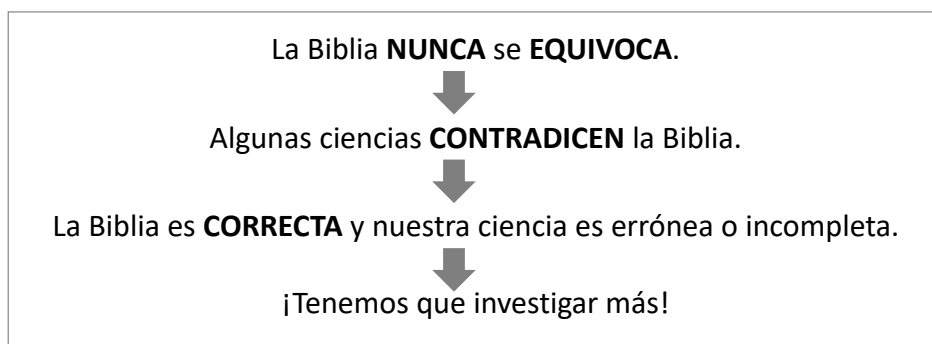 La Biblia NUNCA se EQUIVOCA.
Algunas ciencias CONTRADICEN la Biblia.
La Biblia es CORRECTA y nuestra ciencia es errónea o incompleta.
¡Tenemos que investigar más!